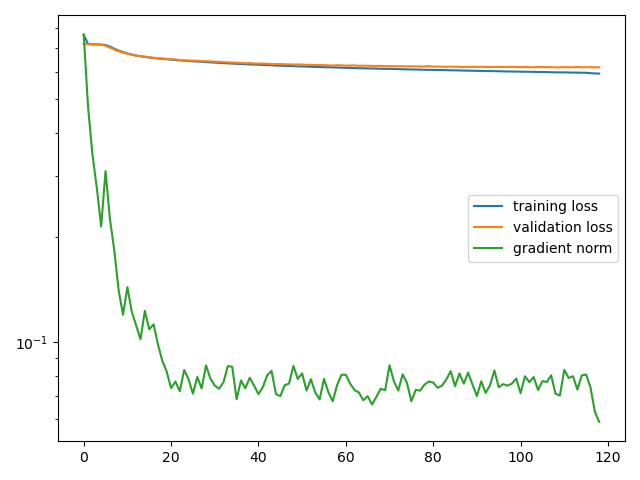 10⁻¹
training loss
validation loss
gradient norm
0 20 40 60 80 100 120